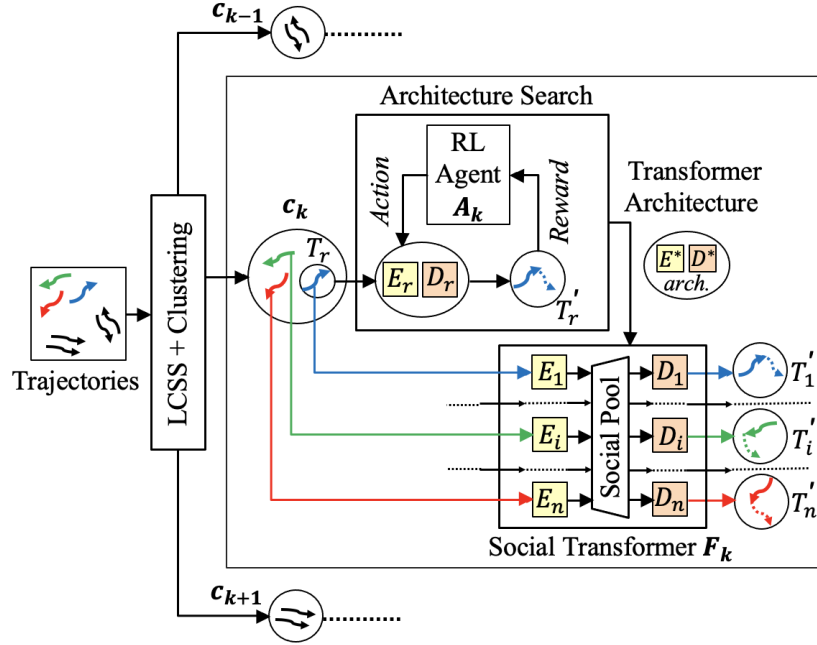 c_{k-1}
Architecture Search
RL
Agent
A_k
Action
Reward
Transformer
Architecture
E* D*
arch.
c_k
T_r
E_r D_r
T_r'
LCSS + Clustering
Trajectories
E_1 D_1 T_1'
E_i D_i T_i'
E_n D_n T_n'
Social Pool
Social Transformer F_k
c_{k+1}